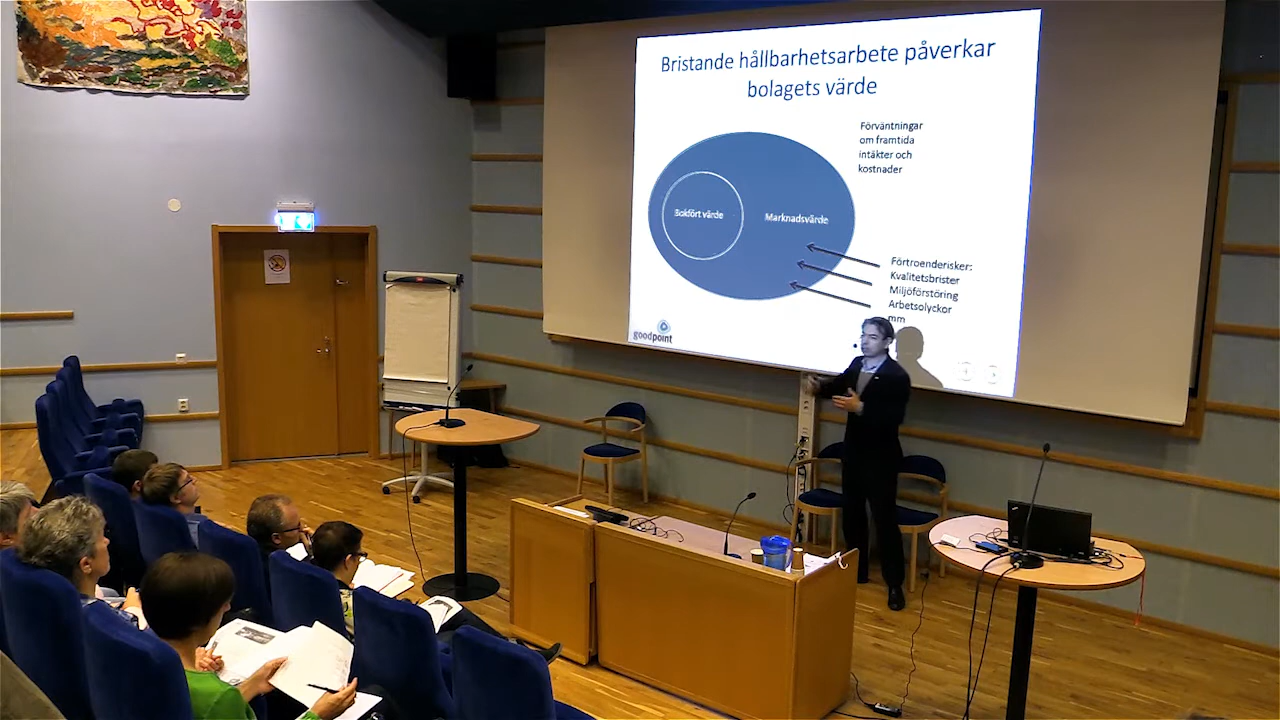 Bristande hållbarhetsarbete påverkar
bolagets värde
Förväntningar
om framtida
intäkter och
kostnader
Bokfört värde
Marknadsvärde
Förtroenderisker:
Kvalitetsbrister
Miljöförstöring
Arbetsolyckor
mm
goodpoint